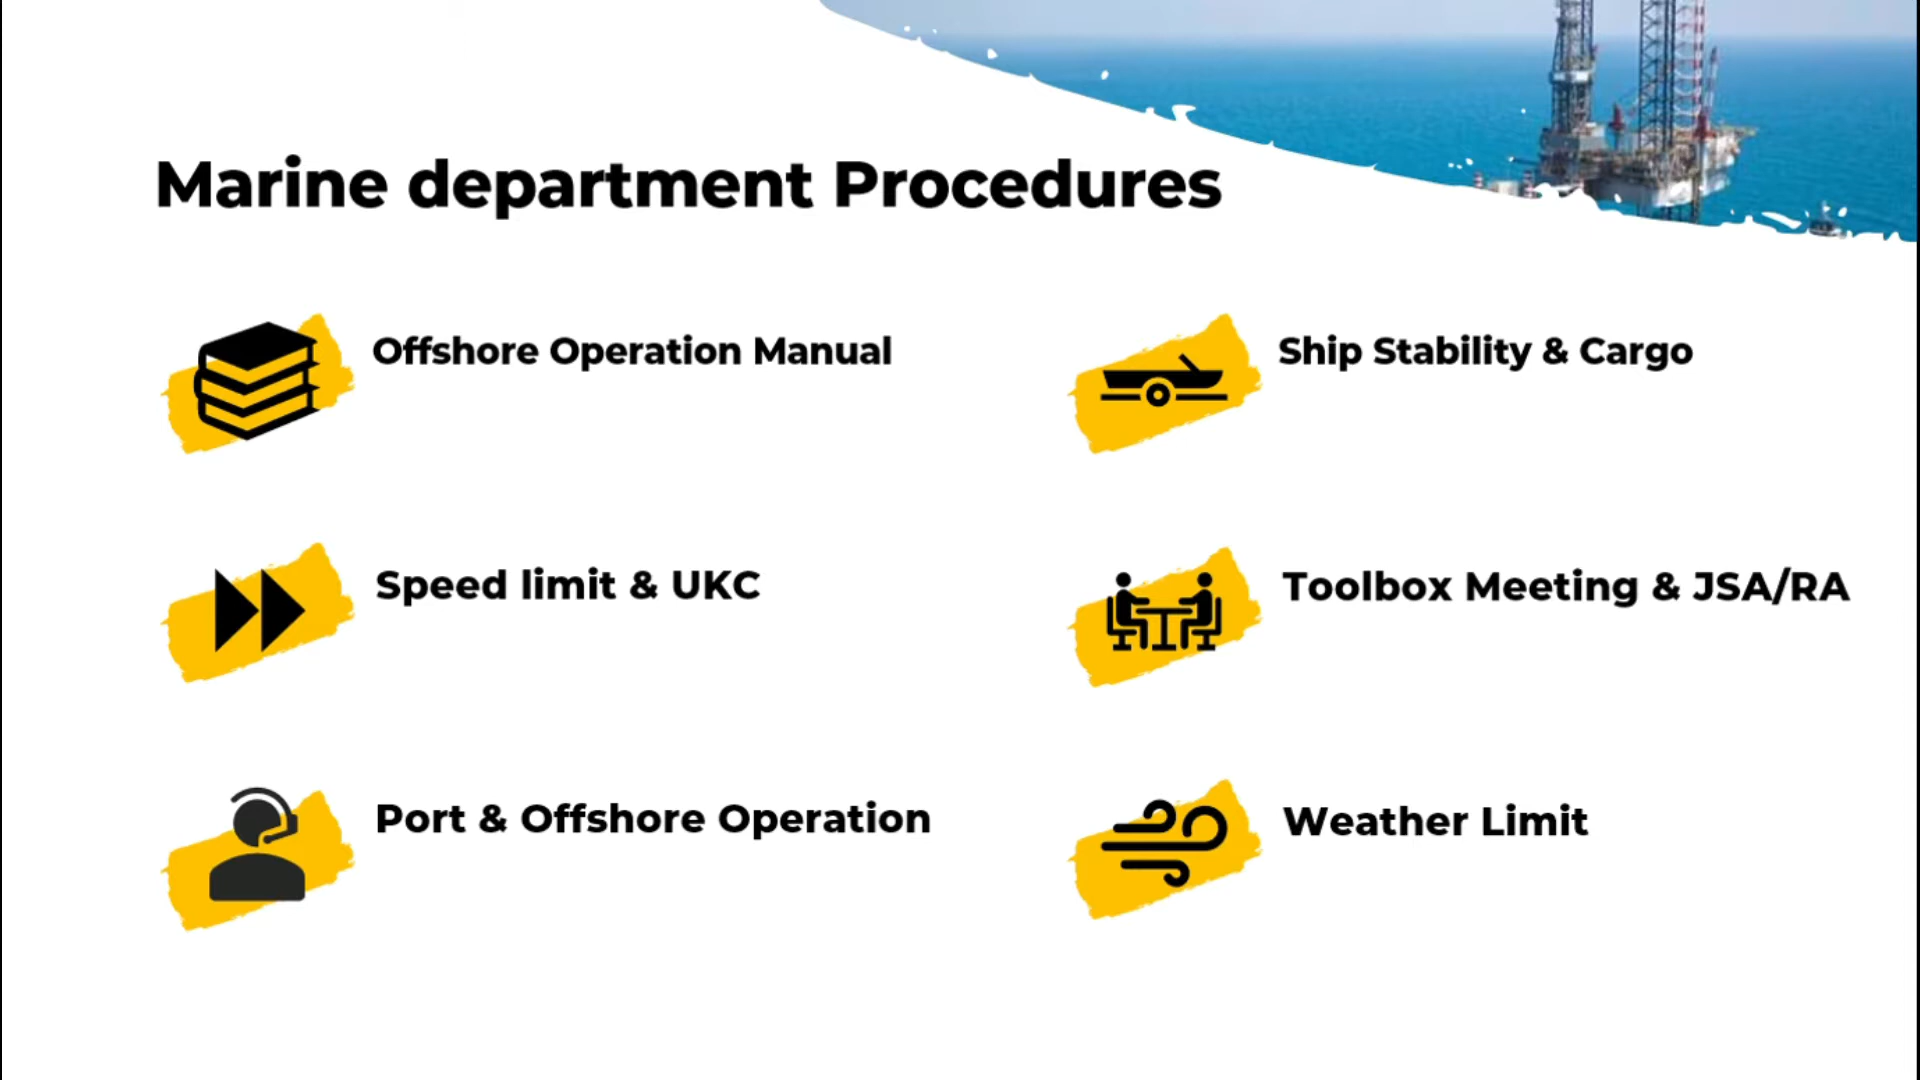 Marine department Procedures
Offshore Operation Manual
Ship Stability & Cargo
Speed limit & UKC
Toolbox Meeting & JSA/RA
Port & Offshore Operation
Weather Limit